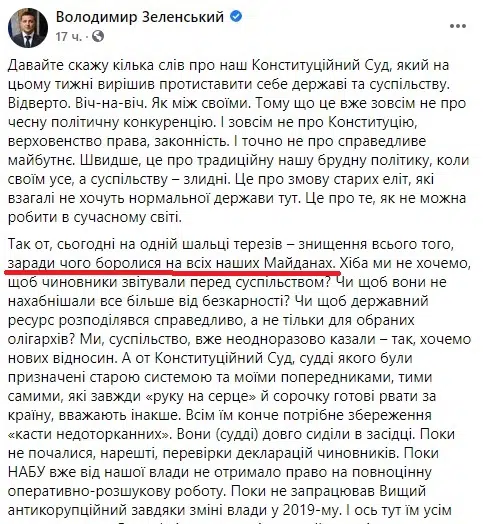 Володимир Зеленський
17 ч. ·
Давайте скажу кілька слів про наш Конституційний Суд, який на
цьому тижні вирішив протиставити себе державі та суспільству.
Відверто. Віч-на-віч. Як між своїми. Тому що це вже зовсім не про
чесну політичну конкуренцію. І зовсім не про Конституцію,
верховенство права, законність. І точно не про справедливе
майбутнє. Швидше, це про традиційну нашу брудну політику, коли
своїм усе, а суспільству – злидні. Це про змову старих еліт, які
взагалі не хочуть нормальної держави тут. Це про те, як не можна
робити в сучасному світі.
Так от, сьогодні на одній шальці терезів – знищення всього того,
заради чого боролися на всіх наших Майданах. Хіба ми не хочемо,
щоб чиновники звітували перед суспільством? Чи щоб вони не
нахабнішали все більше від безкарності? Чи щоб державний
ресурс розподілявся справедливо, а не тільки для обраних
олігархів? Ми, суспільство, вже неодноразово казали – так, хочемо
нових відносин. А от Конституційний Суд, судді якого були
призначені старою системою та моїми попередниками, тими
самими, які завжди «руку на серце» й сорочку готові рвати за
країну, вважають інакше. Всім їм конче потрібне збереження
«касти недоторканних». Вони (судді) довго сиділи в засідці. Поки
не почалися, нарешті, перевірки декларацій чиновників. Поки
НАБУ вже від нашої влади не отримало право на повноцінну
оперативно-розшукову роботу. Поки не запрацював Вищий
антикорупційний завдяки зміні влади у 2019-му. І ось тут їм усім